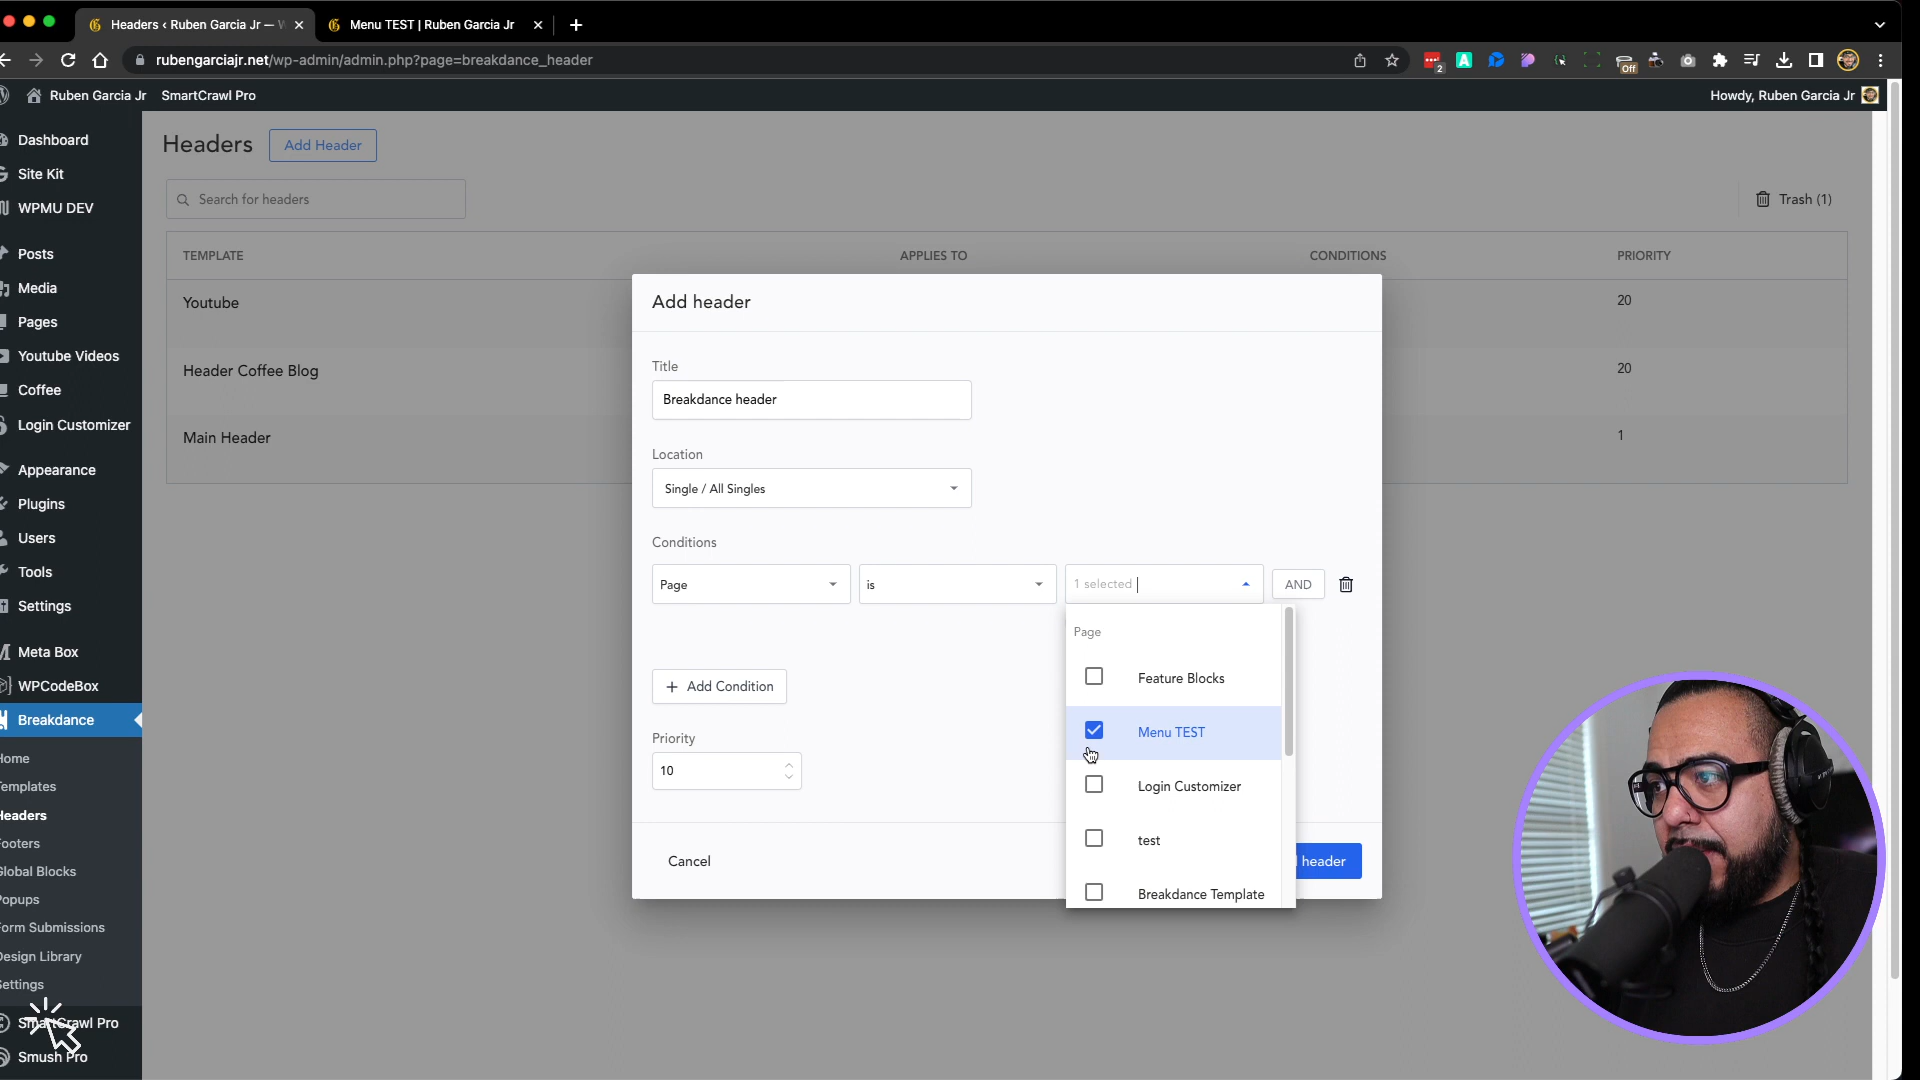 Headers ‹ Ruben Garcia Jr —
Menu TEST | Ruben Garcia Jr
rubengarciajr.net/wp-admin/admin.php?page=breakdance_header
2
Off
Ruben Garcia Jr
SmartCrawl Pro
Howdy, Ruben Garcia Jr
Dashboard
Site Kit
WPMU DEV
Posts
Media
Pages
Youtube Videos
Coffee
Login Customizer
Appearance
Plugins
Users
Tools
Settings
Meta Box
WPCodeBox
Breakdance
ome
emplates
eaders
ooters
lobal Blocks
opups
orm Submissions
esign Library
ettings
SmartCrawl Pro
Smush Pro
Headers
Add Header
Search for headers
Trash (1)
TEMPLATE
APPLIES TO
CONDITIONS
PRIORITY
Youtube
20
Header Coffee Blog
20
Main Header
1
Add header
Title
Breakdance header
Location
Single / All Singles
Conditions
Page
is
1 selected
AND
Page
Feature Blocks
Menu TEST
Login Customizer
test
Breakdance Template
Add Condition
Priority
10
Cancel
header